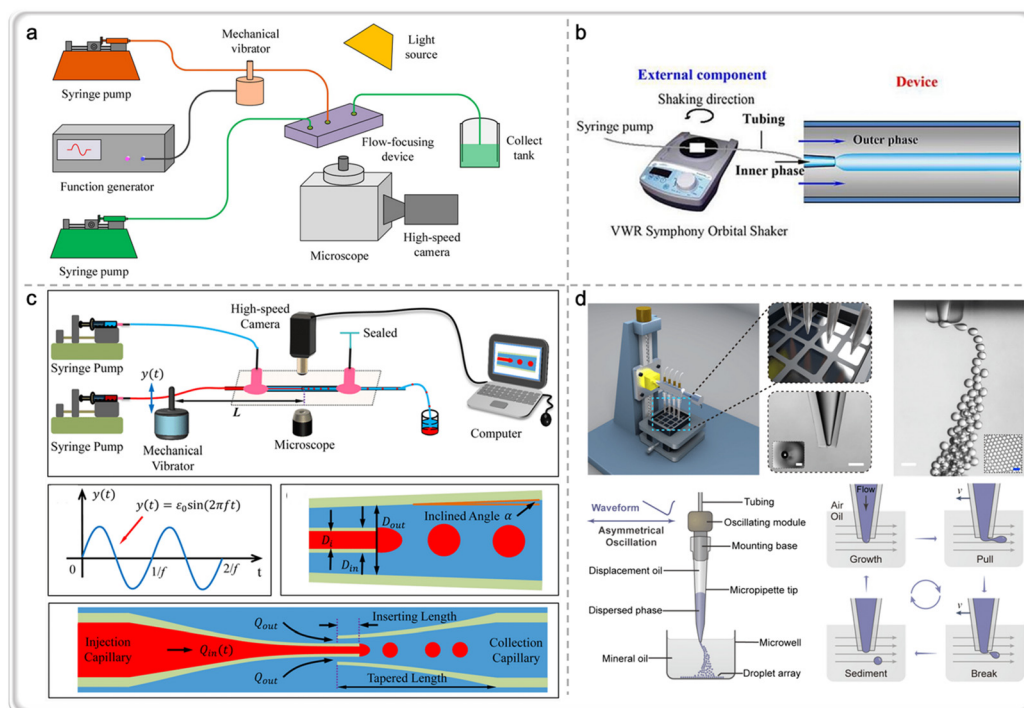 a
Mechanical
vibrator
Light
source
Syringe pump
Flow-focusing
device
Collect
tank
Function generator
Microscope
High-speed
camera
Syringe pump
b
External component
Device
Shaking direction
Tubing
Syringe pump
Outer phase
Inner phase
VWR Symphony Orbital Shaker
c
High-speed
Camera
Sealed
Syringe Pump
y(t)
L
Syringe Pump
Mechanical
Vibrator
Microscope
Computer
y(t)
y(t) = ε₀sin(2πft)
0
1/f
2/f
t
D_out
Inclined Angle α
D_i
D_in
Inserting Length
Q_out
Injection
Capillary
Q_in(t)
Collection
Capillary
Q_out
Tapered Length
d
Waveform
Asymmetrical
Oscillation
Tubing
Oscillating module
Mounting base
Displacement oil
Micropipette tip
Dispersed phase
Microwell
Mineral oil
Droplet array
Flow
Air
Oil
Growth
v
Pull
Sediment
v
Break